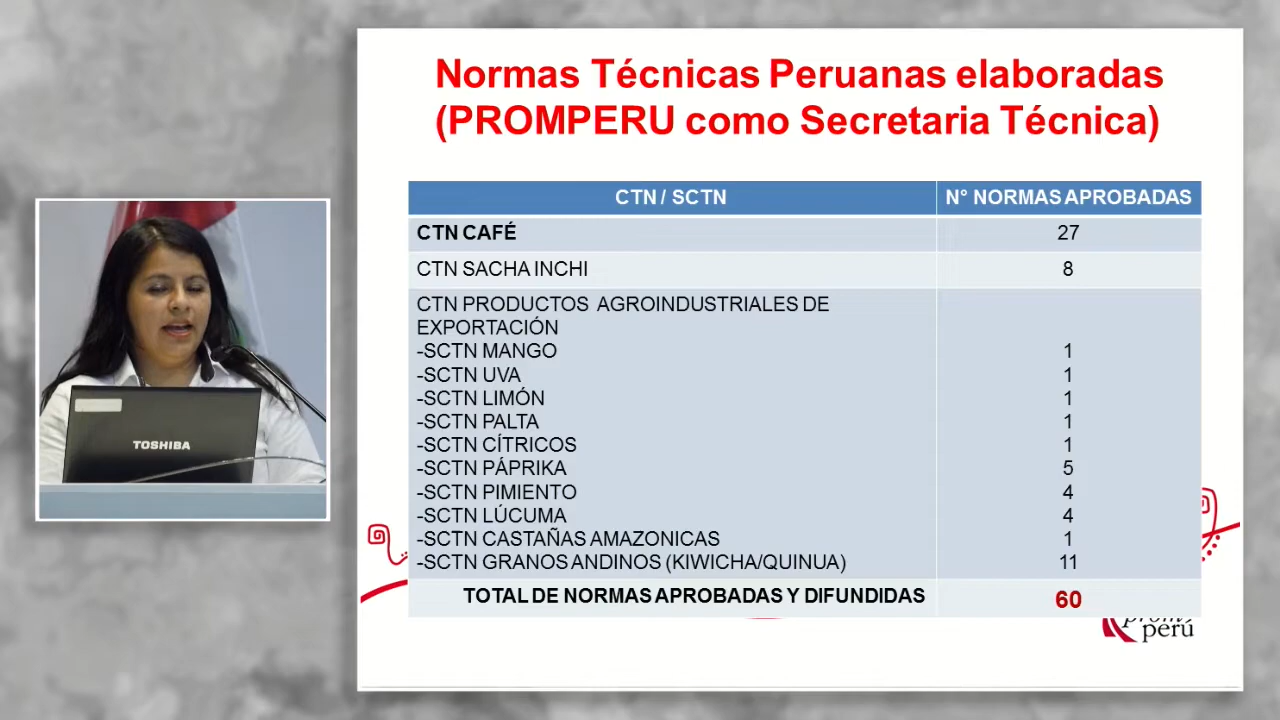 Normas Técnicas Peruanas elaboradas
(PROMPERU como Secretaria Técnica)
CTN / SCTN N° NORMAS APROBADAS
CTN CAFÉ 27
CTN SACHA INCHI 8
CTN PRODUCTOS AGROINDUSTRIALES DE
EXPORTACIÓN
-SCTN MANGO 1
-SCTN UVA 1
-SCTN LIMÓN 1
-SCTN PALTA 1
-SCTN CÍTRICOS 1
-SCTN PÁPRIKA 5
-SCTN PIMIENTO 4
-SCTN LÚCUMA 4
-SCTN CASTAÑAS AMAZONICAS 1
-SCTN GRANOS ANDINOS (KIWICHA/QUINUA) 11
TOTAL DE NORMAS APROBADAS Y DIFUNDIDAS 60
perú
TOSHIBA